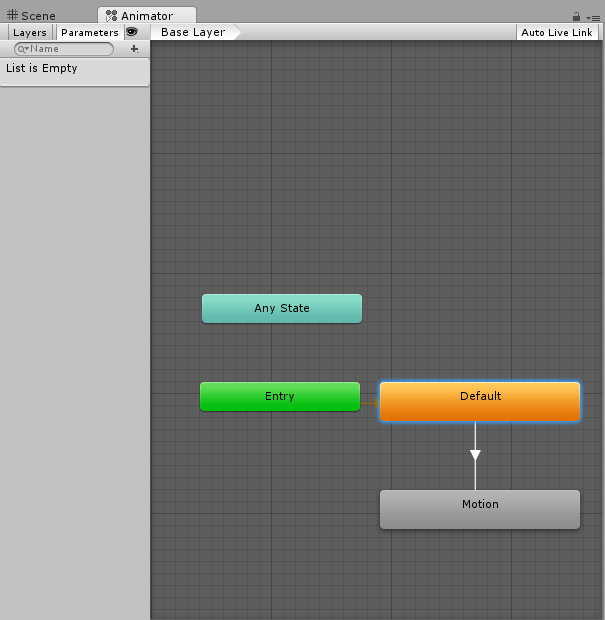 Scene Animator
Layers Parameters Base Layer Auto Live Link
Name
List is Empty
Any State
Entry Default
Motion